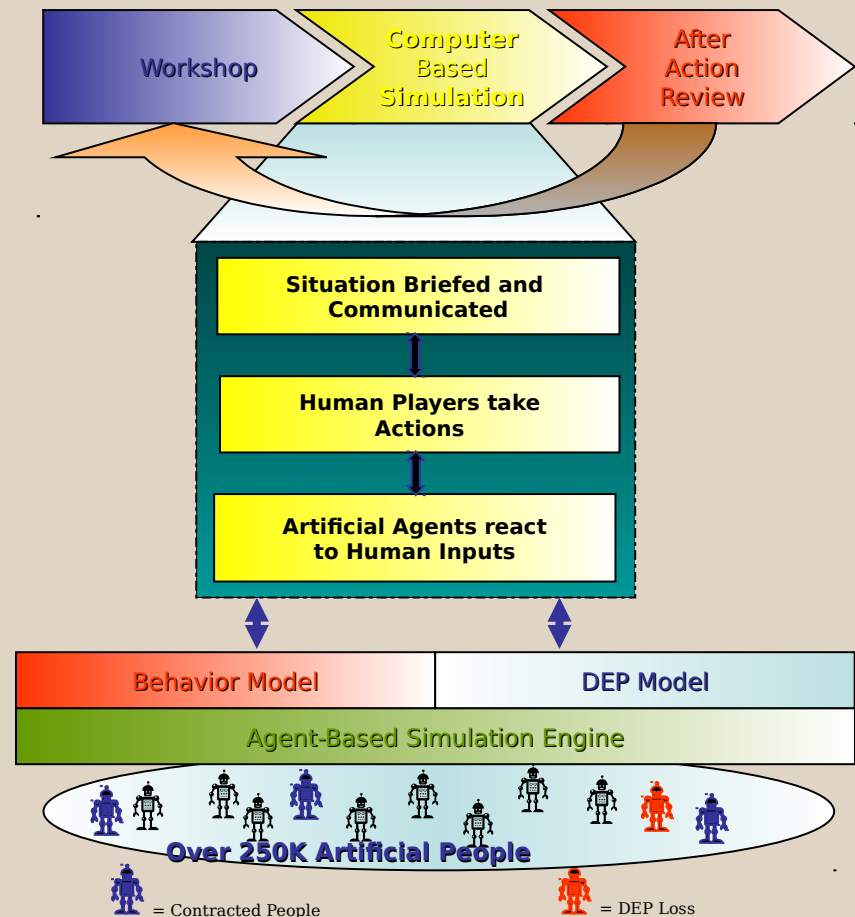 Workshop
Computer
Based
Simulation
After
Action
Review
Situation Briefed and
Communicated
Human Players take
Actions
Artificial Agents react
to Human Inputs
Behavior Model
DEP Model
Agent-Based Simulation Engine
Over 250K Artificial People
= Contracted People
= DEP Loss